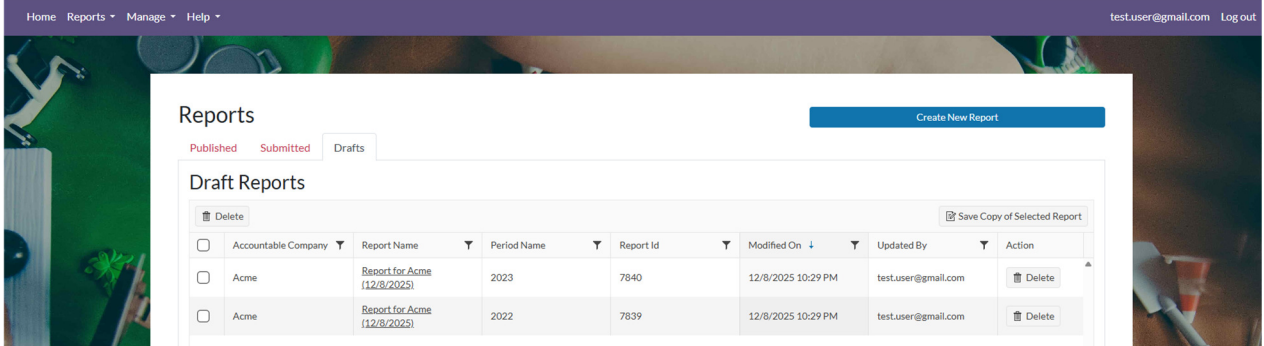 Home Reports Manage Help test.user@gmail.com Log out
Reports
Create New Report
Published Submitted Drafts
Draft Reports
Delete Save Copy of Selected Report
Accountable Company Report Name Period Name Report Id Modified On ↓ Updated By Action
Acme Report for Acme 2023 7840 12/8/2025 10:29 PM test.user@gmail.com Delete
(12/8/2025)
Acme Report for Acme 2022 7839 12/8/2025 10:29 PM test.user@gmail.com Delete
(12/8/2025)